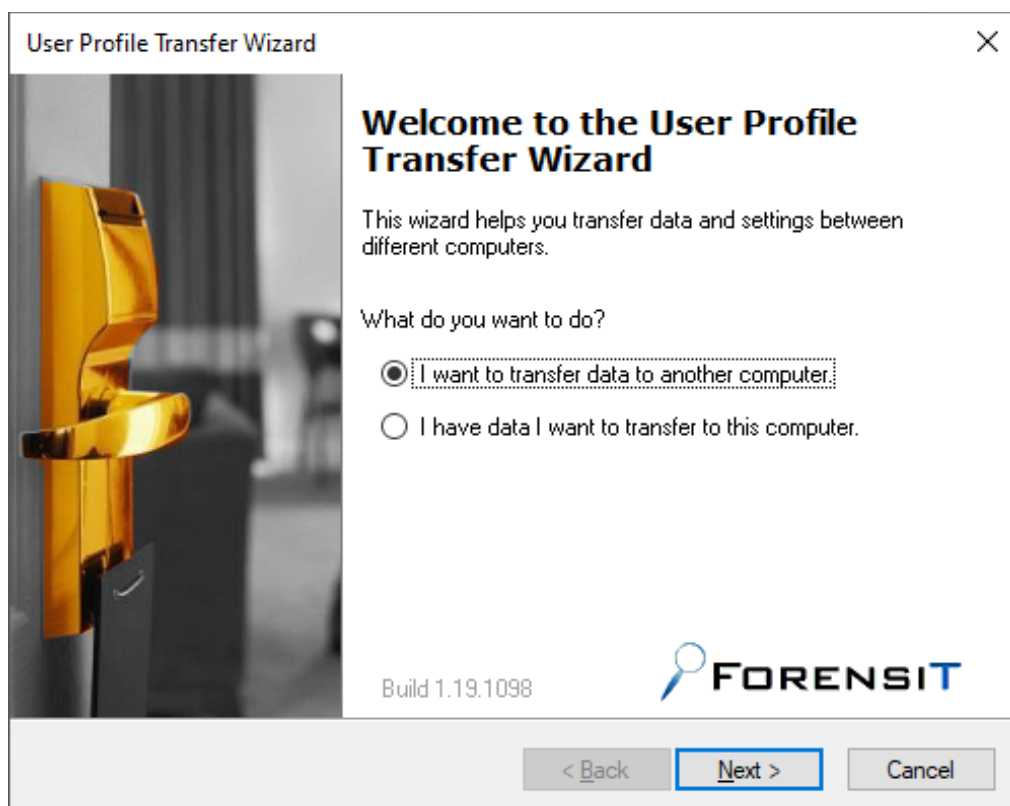 User Profile Transfer Wizard
Welcome to the User Profile
Transfer Wizard
This wizard helps you transfer data and settings between
different computers.
What do you want to do?
I want to transfer data to another computer.
I have data I want to transfer to this computer.
Build 1.19.1098
FORENSIT
< Back
Next >
Cancel